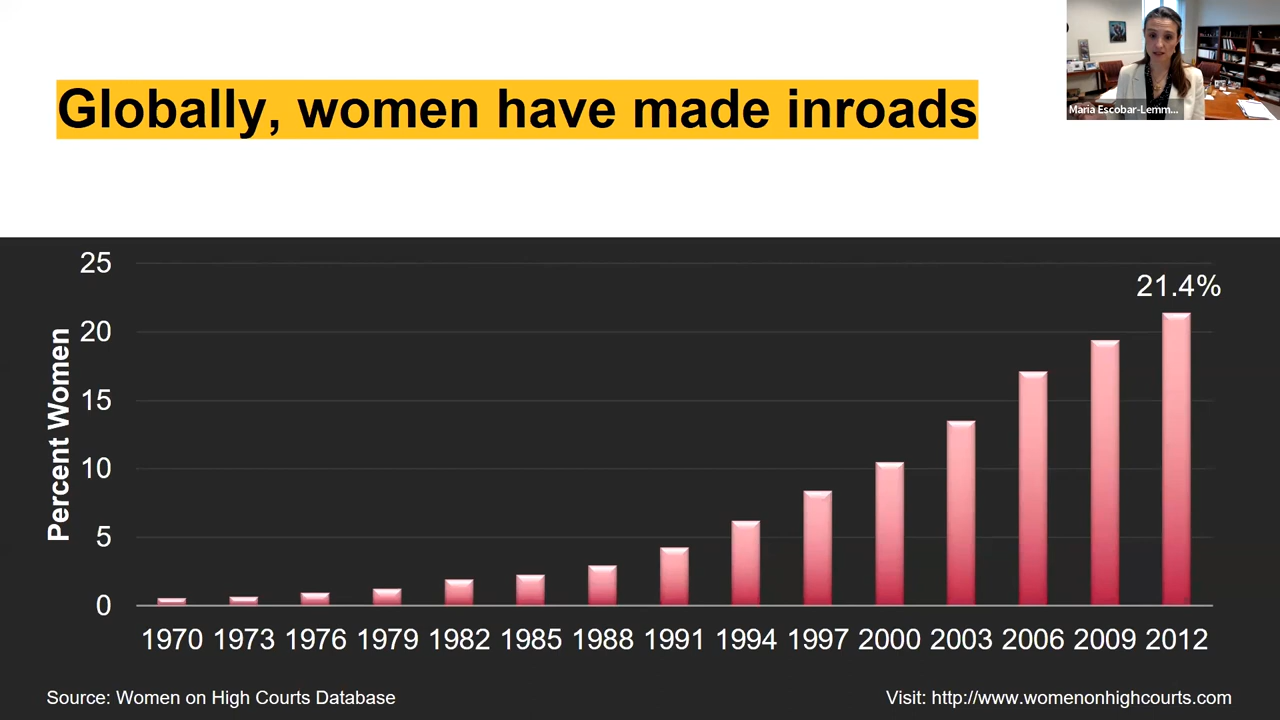 Globally, women have made inroads
Maria Escobar-Lemm...
25
21.4%
20
15
10
5
0
Percent Women
1970 1973 1976 1979 1982 1985 1988 1991 1994 1997 2000 2003 2006 2009 2012
Source: Women on High Courts Database
Visit: http://www.womenonhighcourts.com